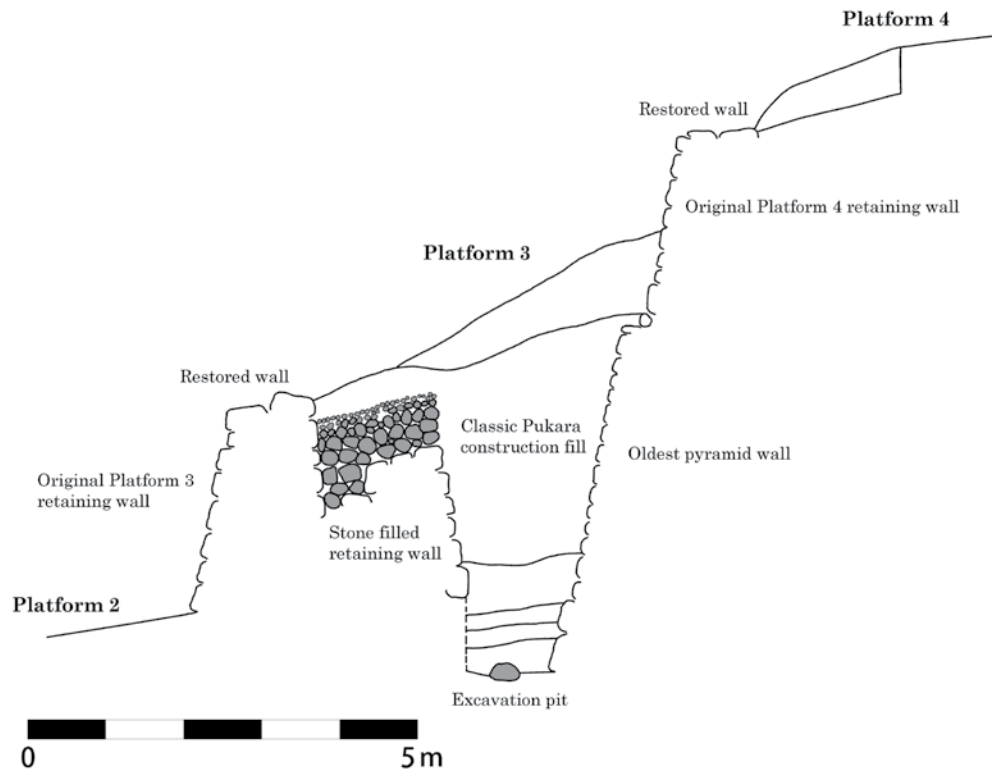 Platform 4
Restored wall
Original Platform 4 retaining wall
Platform 3
Restored wall
Classic Pukara
construction fill
Oldest pyramid wall
Original Platform 3
retaining wall
Stone filled
retaining wall
Platform 2
Excavation pit
0
5 m